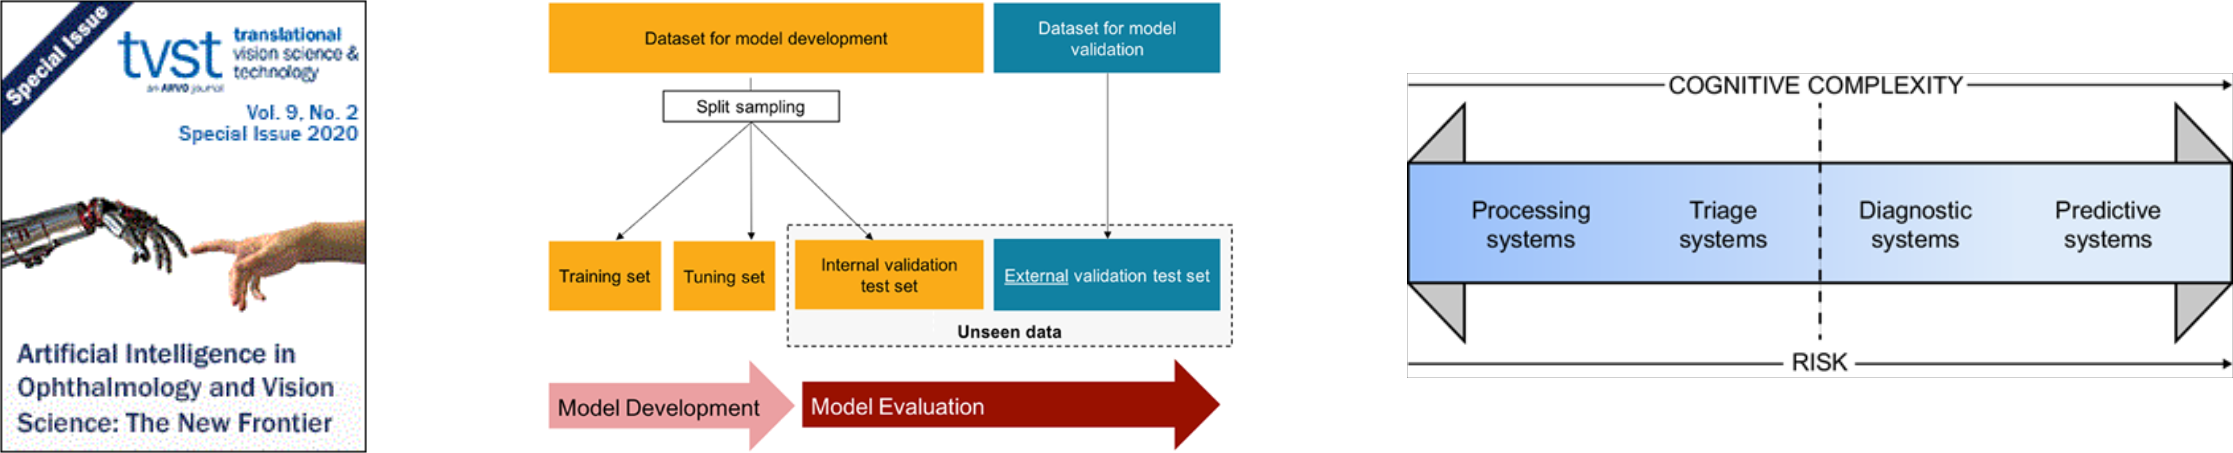 Special Issue
tvst
translational
vision science &
technology
an ARVO journal
Vol. 9, No. 2
Special Issue 2020
Artificial Intelligence in
Ophthalmology and Vision
Science: The New Frontier
Dataset for model development
Dataset for model
validation
Split sampling
Training set
Tuning set
Internal validation
test set
External validation test set
Unseen data
Model Development
Model Evaluation
COGNITIVE COMPLEXITY
Processing
systems
Triage
systems
Diagnostic
systems
Predictive
systems
RISK